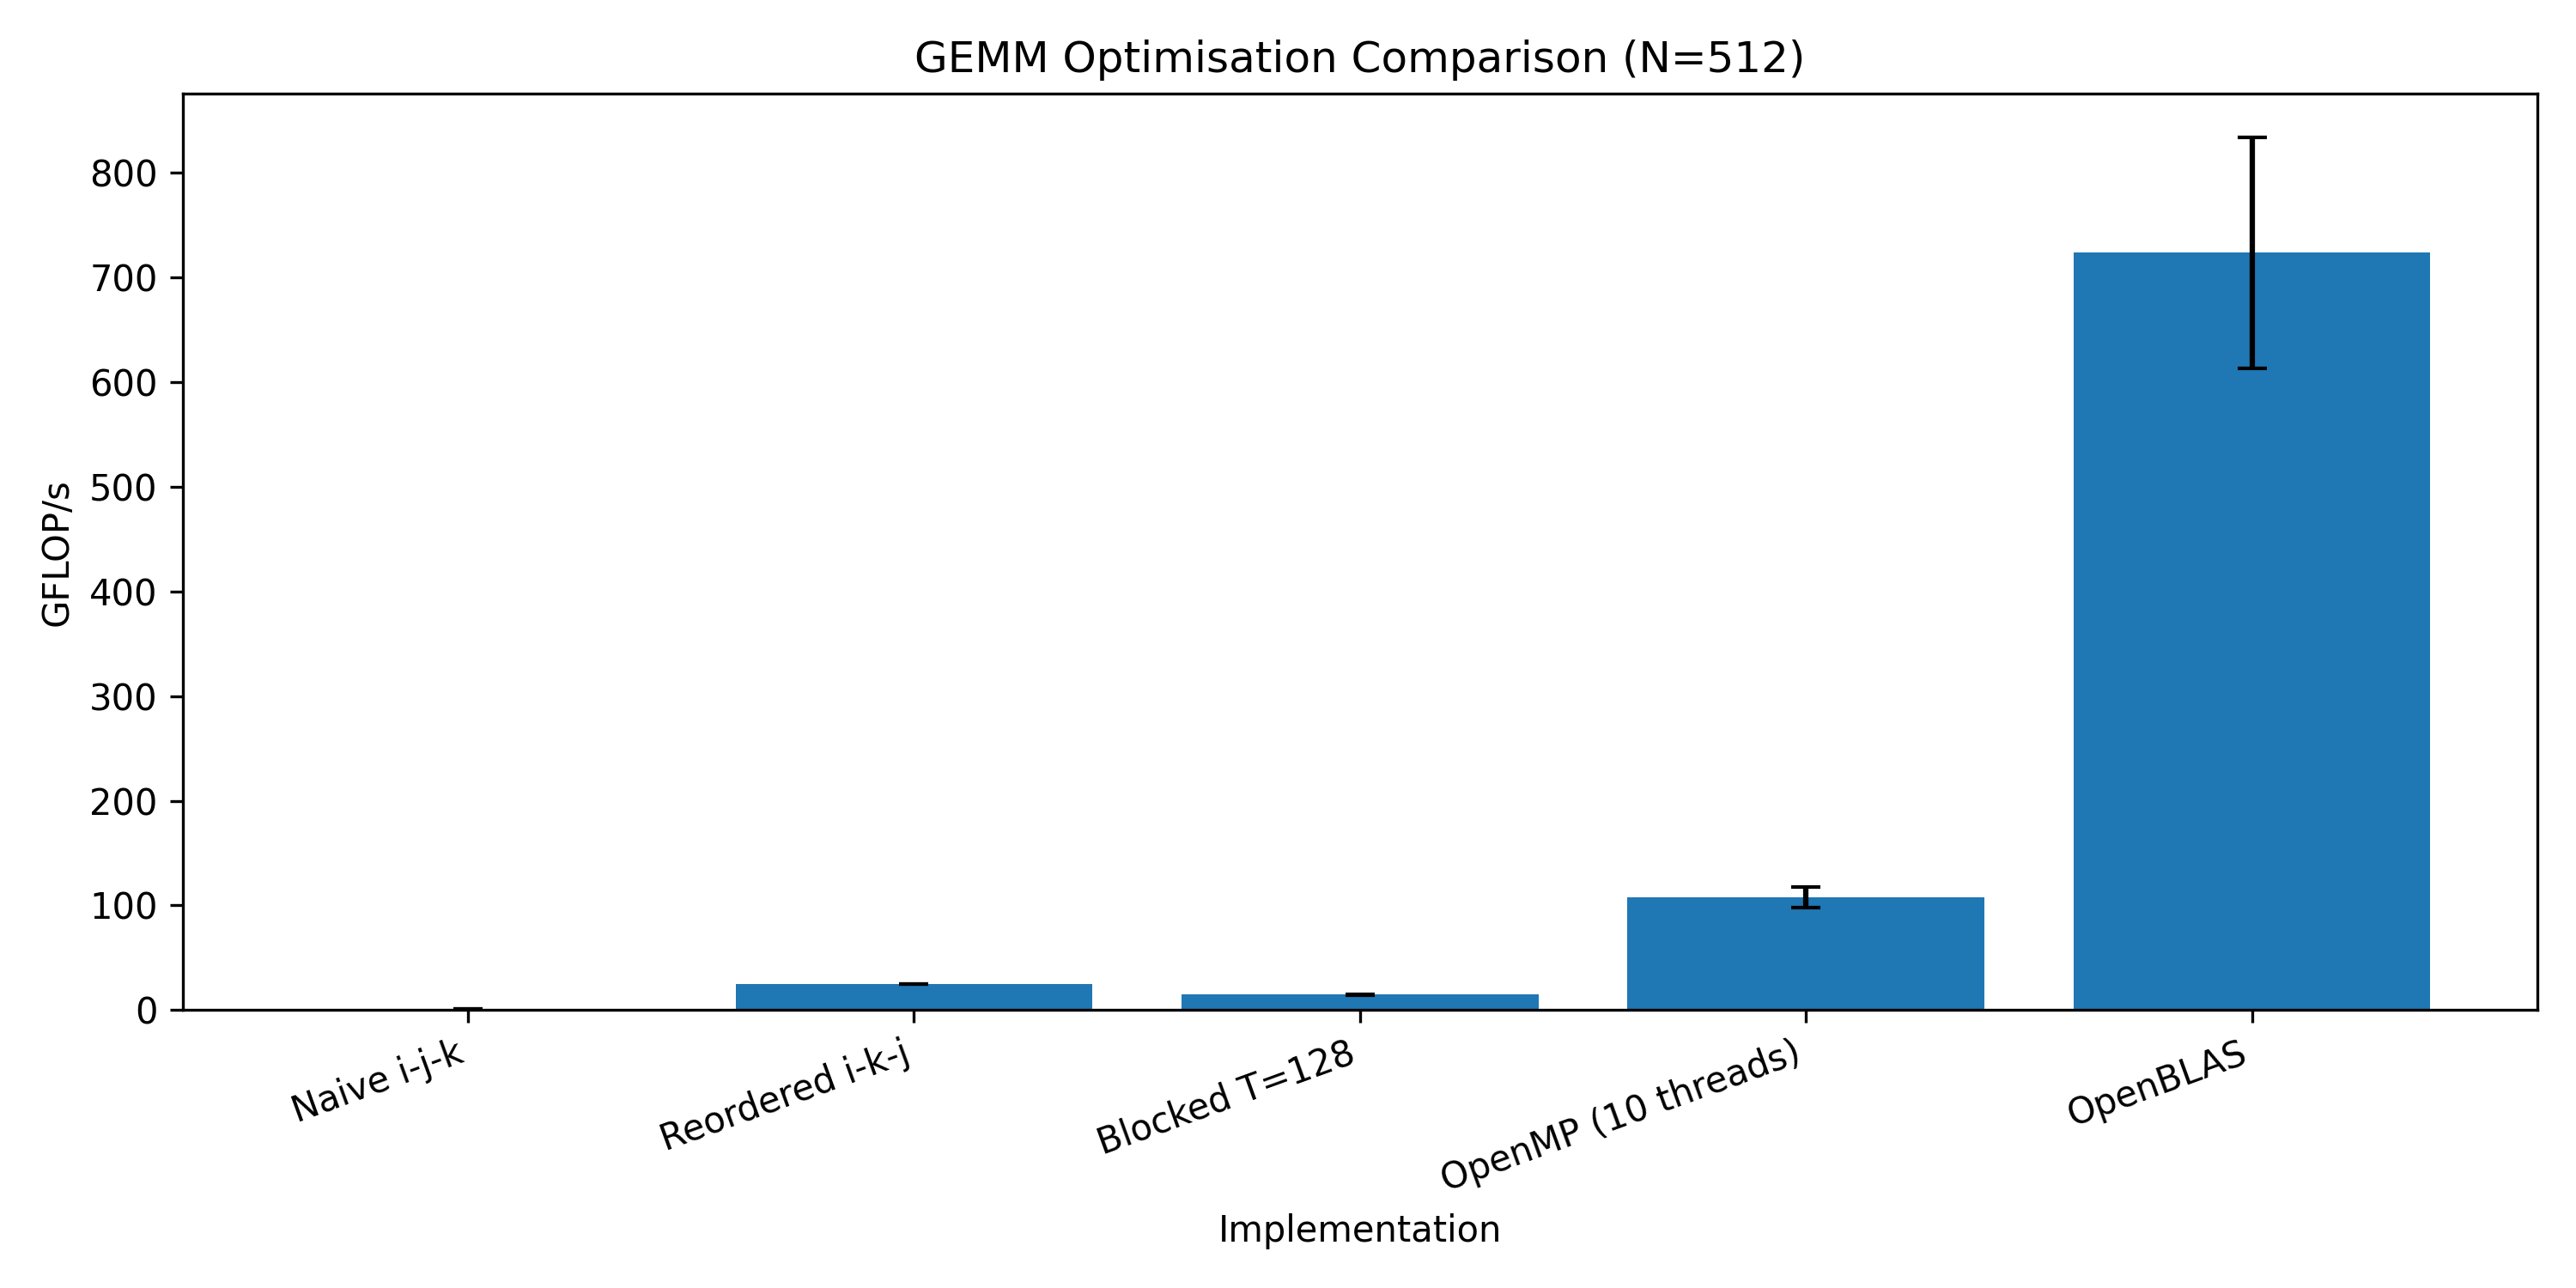 GEMM Optimisation Comparison (N=512)
GFLOP/s
800
700
600
500
400
300
200
100
0
Naive i-j-k
Reordered i-k-j
Blocked T=128
OpenMP (10 threads)
OpenBLAS
Implementation